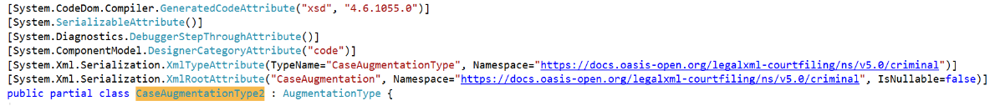 [System.CodeDom.Compiler.GeneratedCodeAttribute("xsd", "4.6.1055.0")]
[System.SerializableAttribute()]
[System.Diagnostics.DebuggerStepThroughAttribute()]
[System.ComponentModel.DesignerCategoryAttribute("code")]
[System.Xml.Serialization.XmlTypeAttribute(TypeName="CaseAugmentationType", Namespace="https://docs.oasis-open.org/legalxml-courtfiling/ns/v5.0/criminal")]
[System.Xml.Serialization.XmlRootAttribute("CaseAugmentation", Namespace="https://docs.oasis-open.org/legalxml-courtfiling/ns/v5.0/criminal", IsNullable=false)]
public partial class CaseAugmentationType2 : AugmentationType {